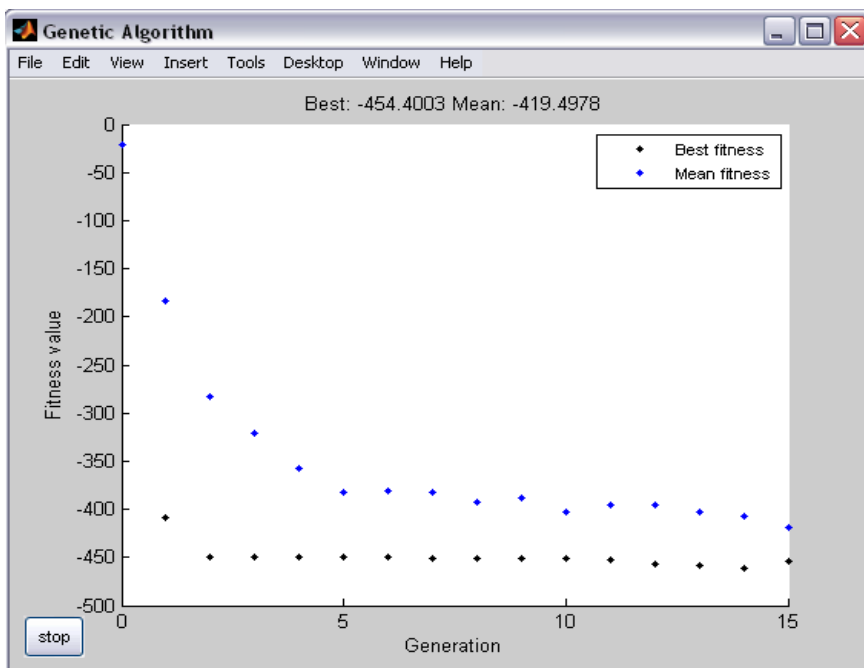 Genetic Algorithm
File Edit View Insert Tools Desktop Window Help
Best: -454.4003 Mean: -419.4978
Best fitness
Mean fitness
0
-50
-100
-150
-200
-250
-300
-350
-400
-450
-500
Fitness value
0 5 10 15
Generation
stop